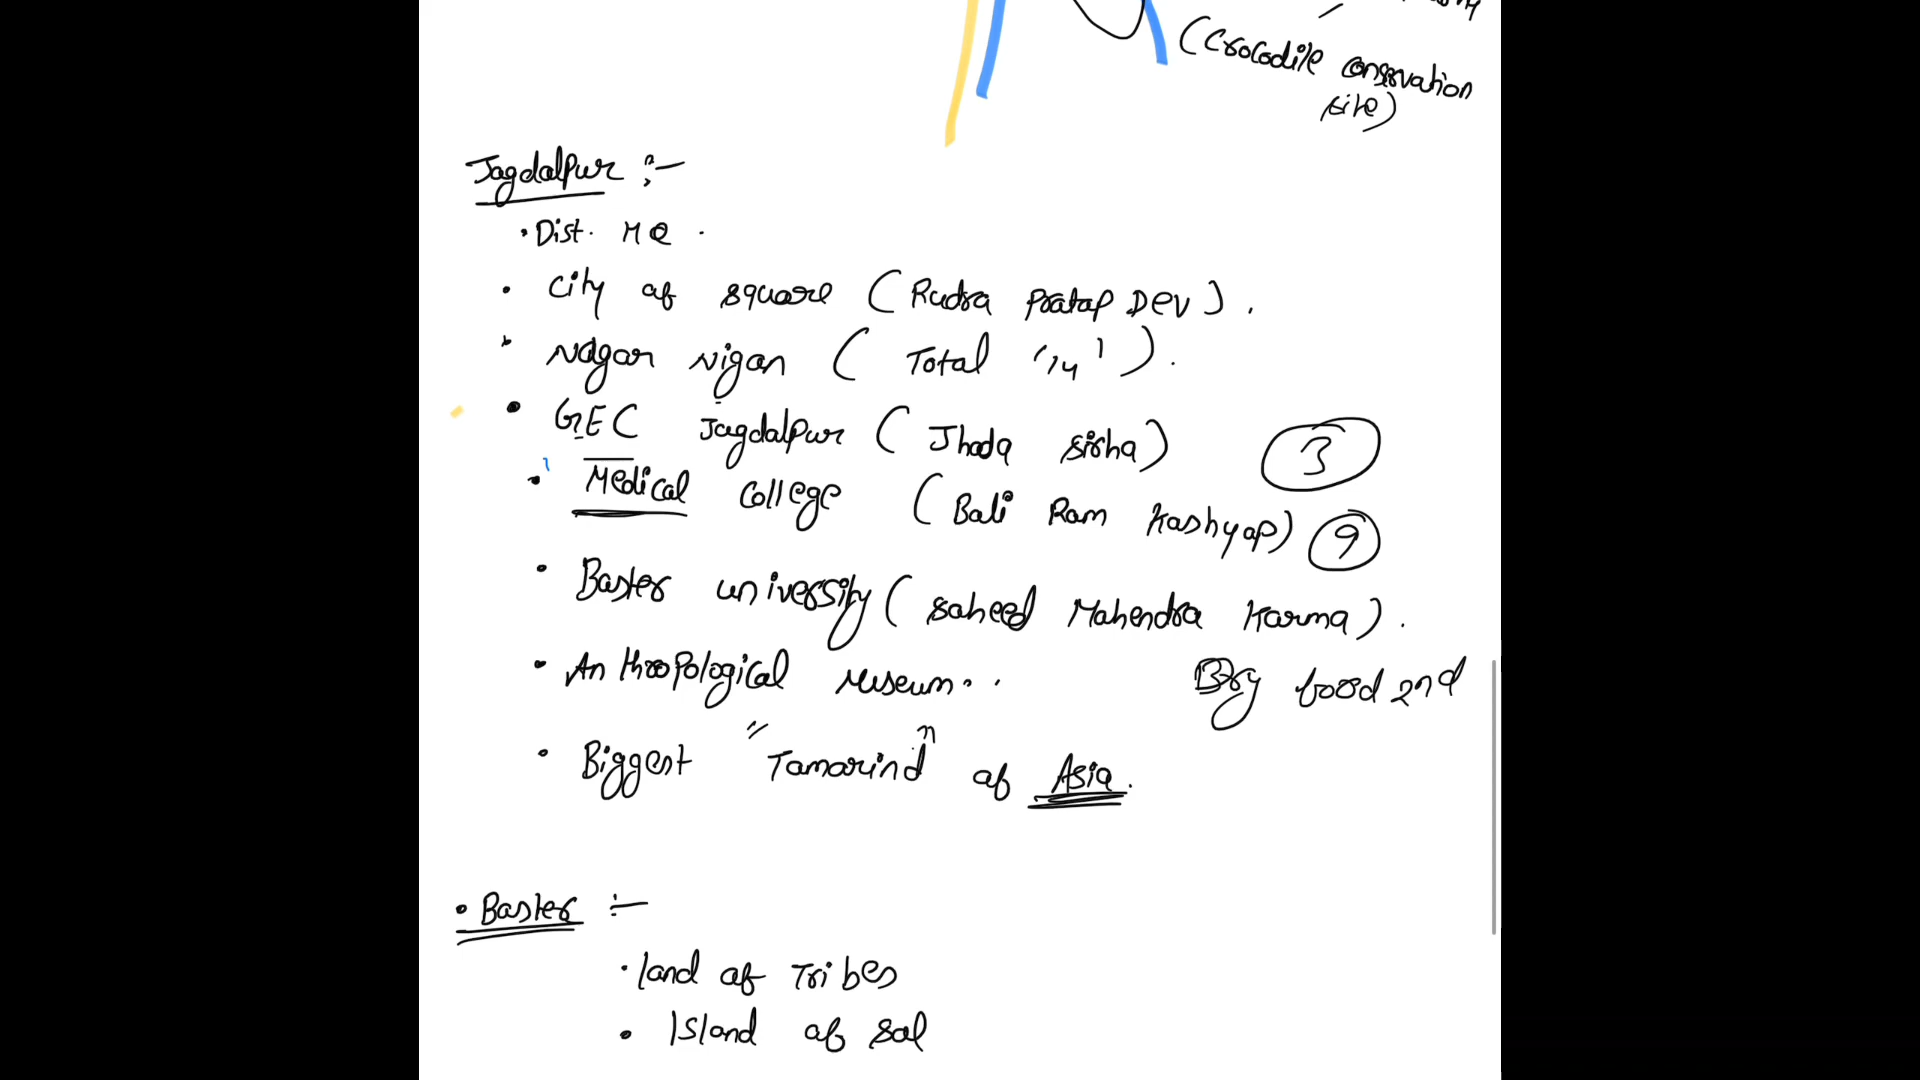 (Crocodile conservation
site)
Jagdalpur :-
• Dist. HQ .
• City of square (Rudra Pratap Dev) .
• Nagar Nigan (Total '14') .
• GEC Jagdalpur (Jhada sirha) 3
• Medical College (Bali Ram Kashyap) 9
• Baster university (saheed Mahendra Karma) .
• Anthropological Museum . .
Bry food 2nd
• Biggest "Tamarind" of Asia .
• Baster :-
• land of Tribes
• Island of sal